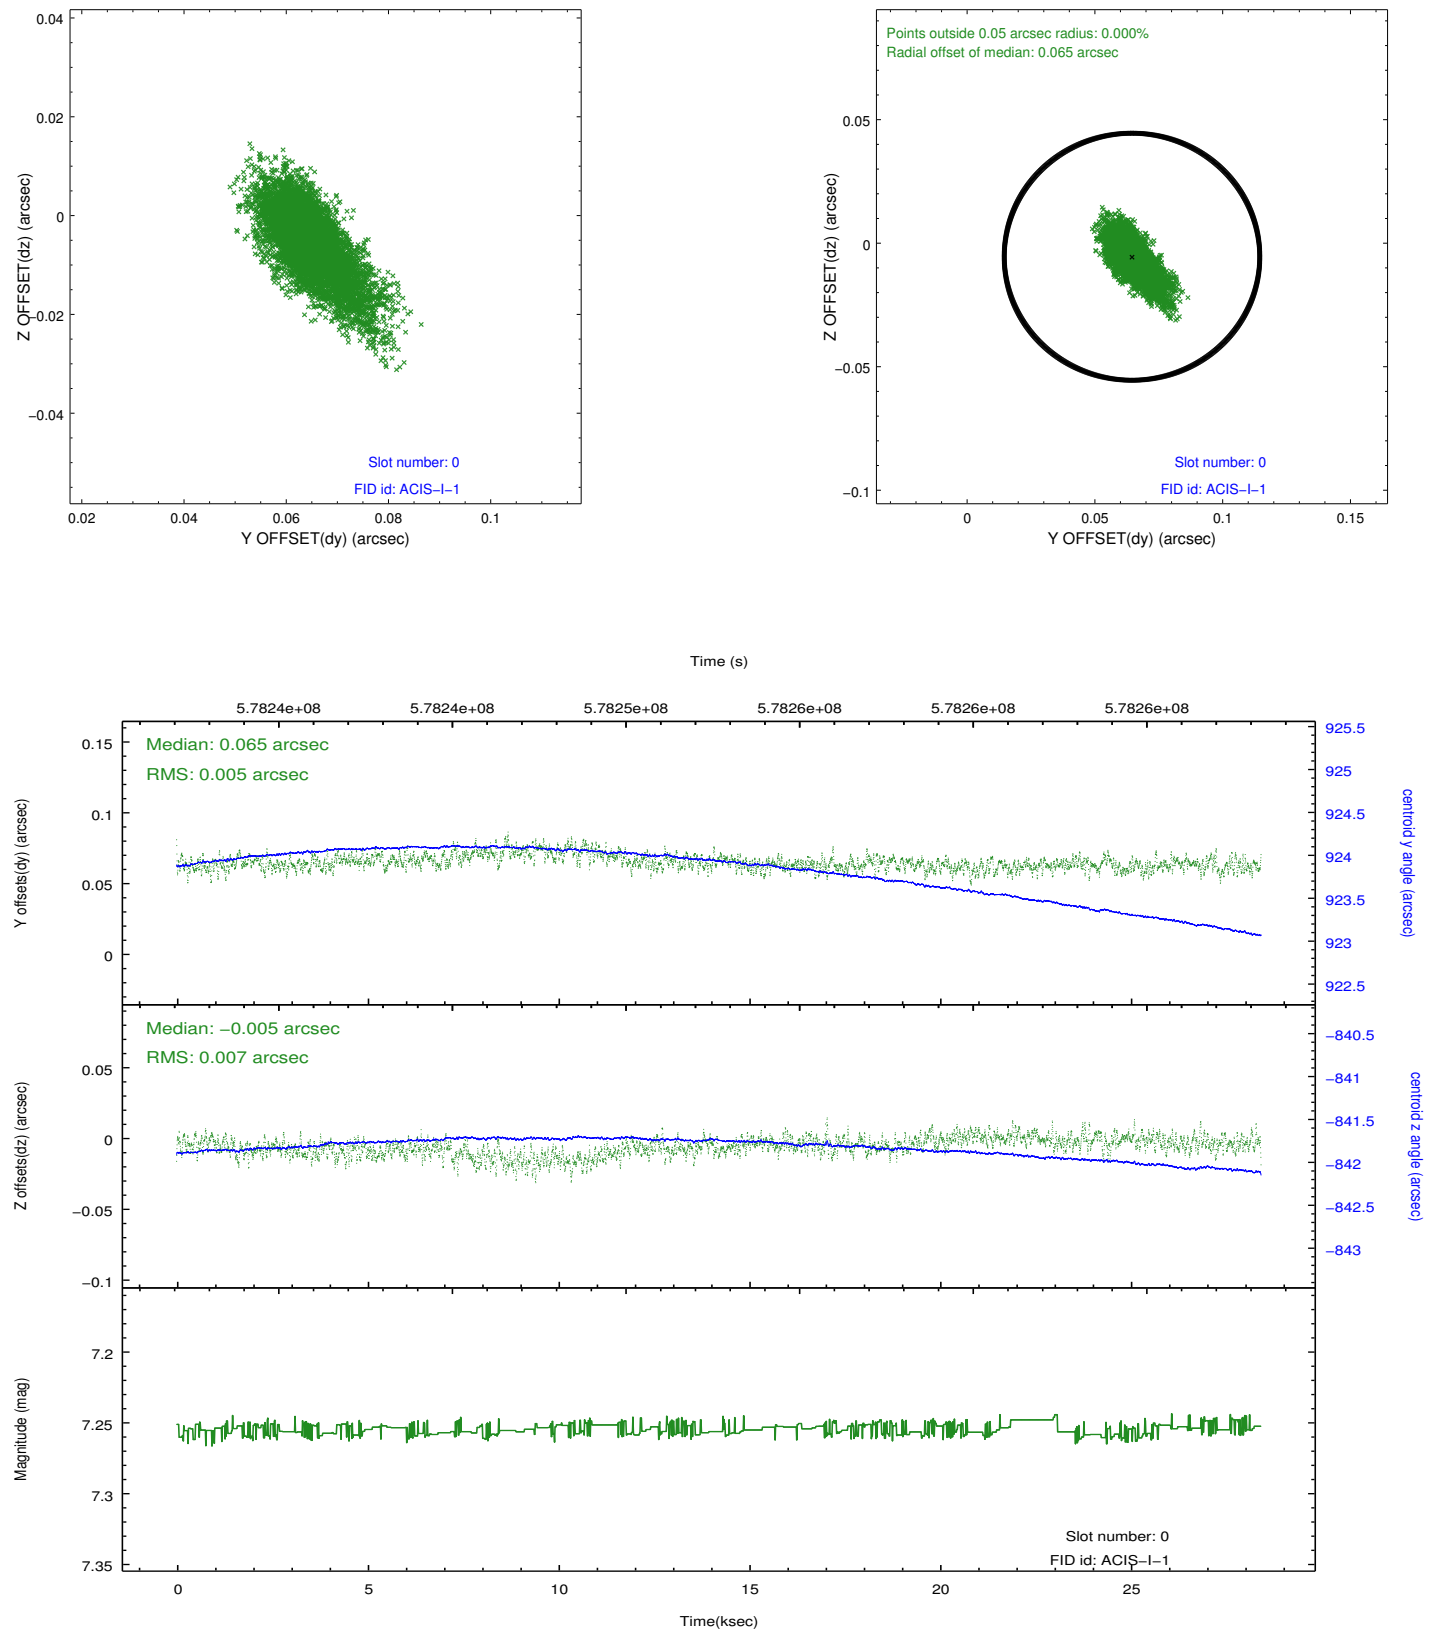 0.04
0.02
0
−0.02
−0.04
Z OFFSET(dz) (arcsec)
Slot number: 0
FID id: ACIS−I−1
0.02 0.04 0.06 0.08 0.1
Y OFFSET(dy) (arcsec)
Points outside 0.05 arcsec radius: 0.000%
Radial offset of median: 0.065 arcsec
0.05
0
−0.05
−0.1
Z OFFSET(dz) (arcsec)
Slot number: 0
FID id: ACIS−I−1
0 0.05 0.1 0.15
Y OFFSET(dy) (arcsec)
Time (s)
5.7824e+08 5.7824e+08 5.7825e+08 5.7826e+08 5.7826e+08 5.7826e+08
Median: 0.065 arcsec
RMS: 0.005 arcsec
0.15
0.1
0.05
0
Y offsets(dy) (arcsec)
925.5
925
924.5
924
923.5
923
922.5
centroid y angle (arcsec)
Median: −0.005 arcsec
RMS: 0.007 arcsec
0.05
0
−0.05
−0.1
Z offsets(dz) (arcsec)
−840.5
−841
−841.5
−842
−842.5
−843
centroid z angle (arcsec)
7.2
7.25
7.3
7.35
Magnitude (mag)
Slot number: 0
FID id: ACIS−I−1
0 5 10 15 20 25
Time(ksec)